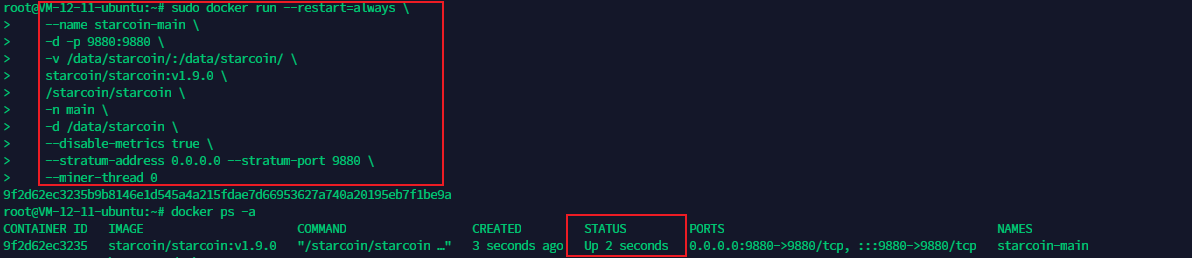 root@VM-12-11-ubuntu:~# sudo docker run --restart=always \
>     --name starcoin-main \
>     -d -p 9880:9880 \
>     -v /data/starcoin/:/data/starcoin/ \
>     starcoin/starcoin:v1.9.0 \
>     /starcoin/starcoin \
>     -n main \
>     -d /data/starcoin \
>     --disable-metrics true \
>     --stratum-address 0.0.0.0 --stratum-port 9880 \
>     --miner-thread 0
9f2d62ec3235b9b8146e1d545a4a215fdae7d66953627a740a20195eb7f1be9a
root@VM-12-11-ubuntu:~# docker ps -a
CONTAINER ID   IMAGE                      COMMAND                  CREATED         STATUS         PORTS                                       NAMES
9f2d62ec3235   starcoin/starcoin:v1.9.0   "/starcoin/starcoin …"   3 seconds ago   Up 2 seconds   0.0.0.0:9880->9880/tcp, :::9880->9880/tcp   starcoin-main